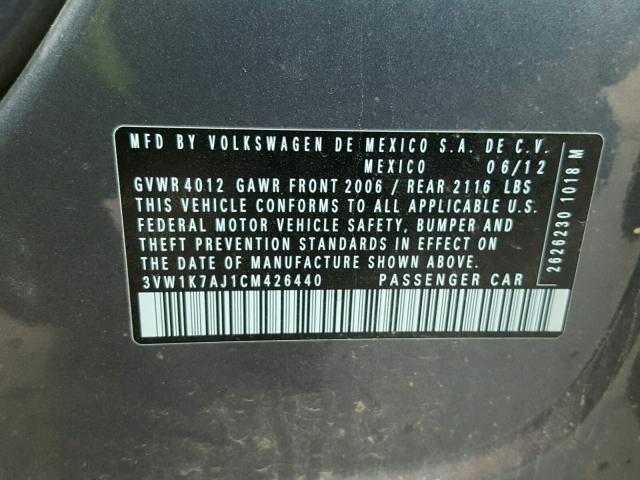 MFD BY VOLKSWAGEN DE MEXICO S.A. DE C.V.
MEXICO 06/12
GVWR 4012 GAWR FRONT 2006 / REAR 2116 LBS
THIS VEHICLE CONFORMS TO ALL APPLICABLE U.S.
FEDERAL MOTOR VEHICLE SAFETY, BUMPER AND
THEFT PREVENTION STANDARDS IN EFFECT ON
THE DATE OF MANUFACTURE SHOWN ABOVE.
3VW1K7AJ1CM426440 PASSENGER CAR
2626230 1018 M